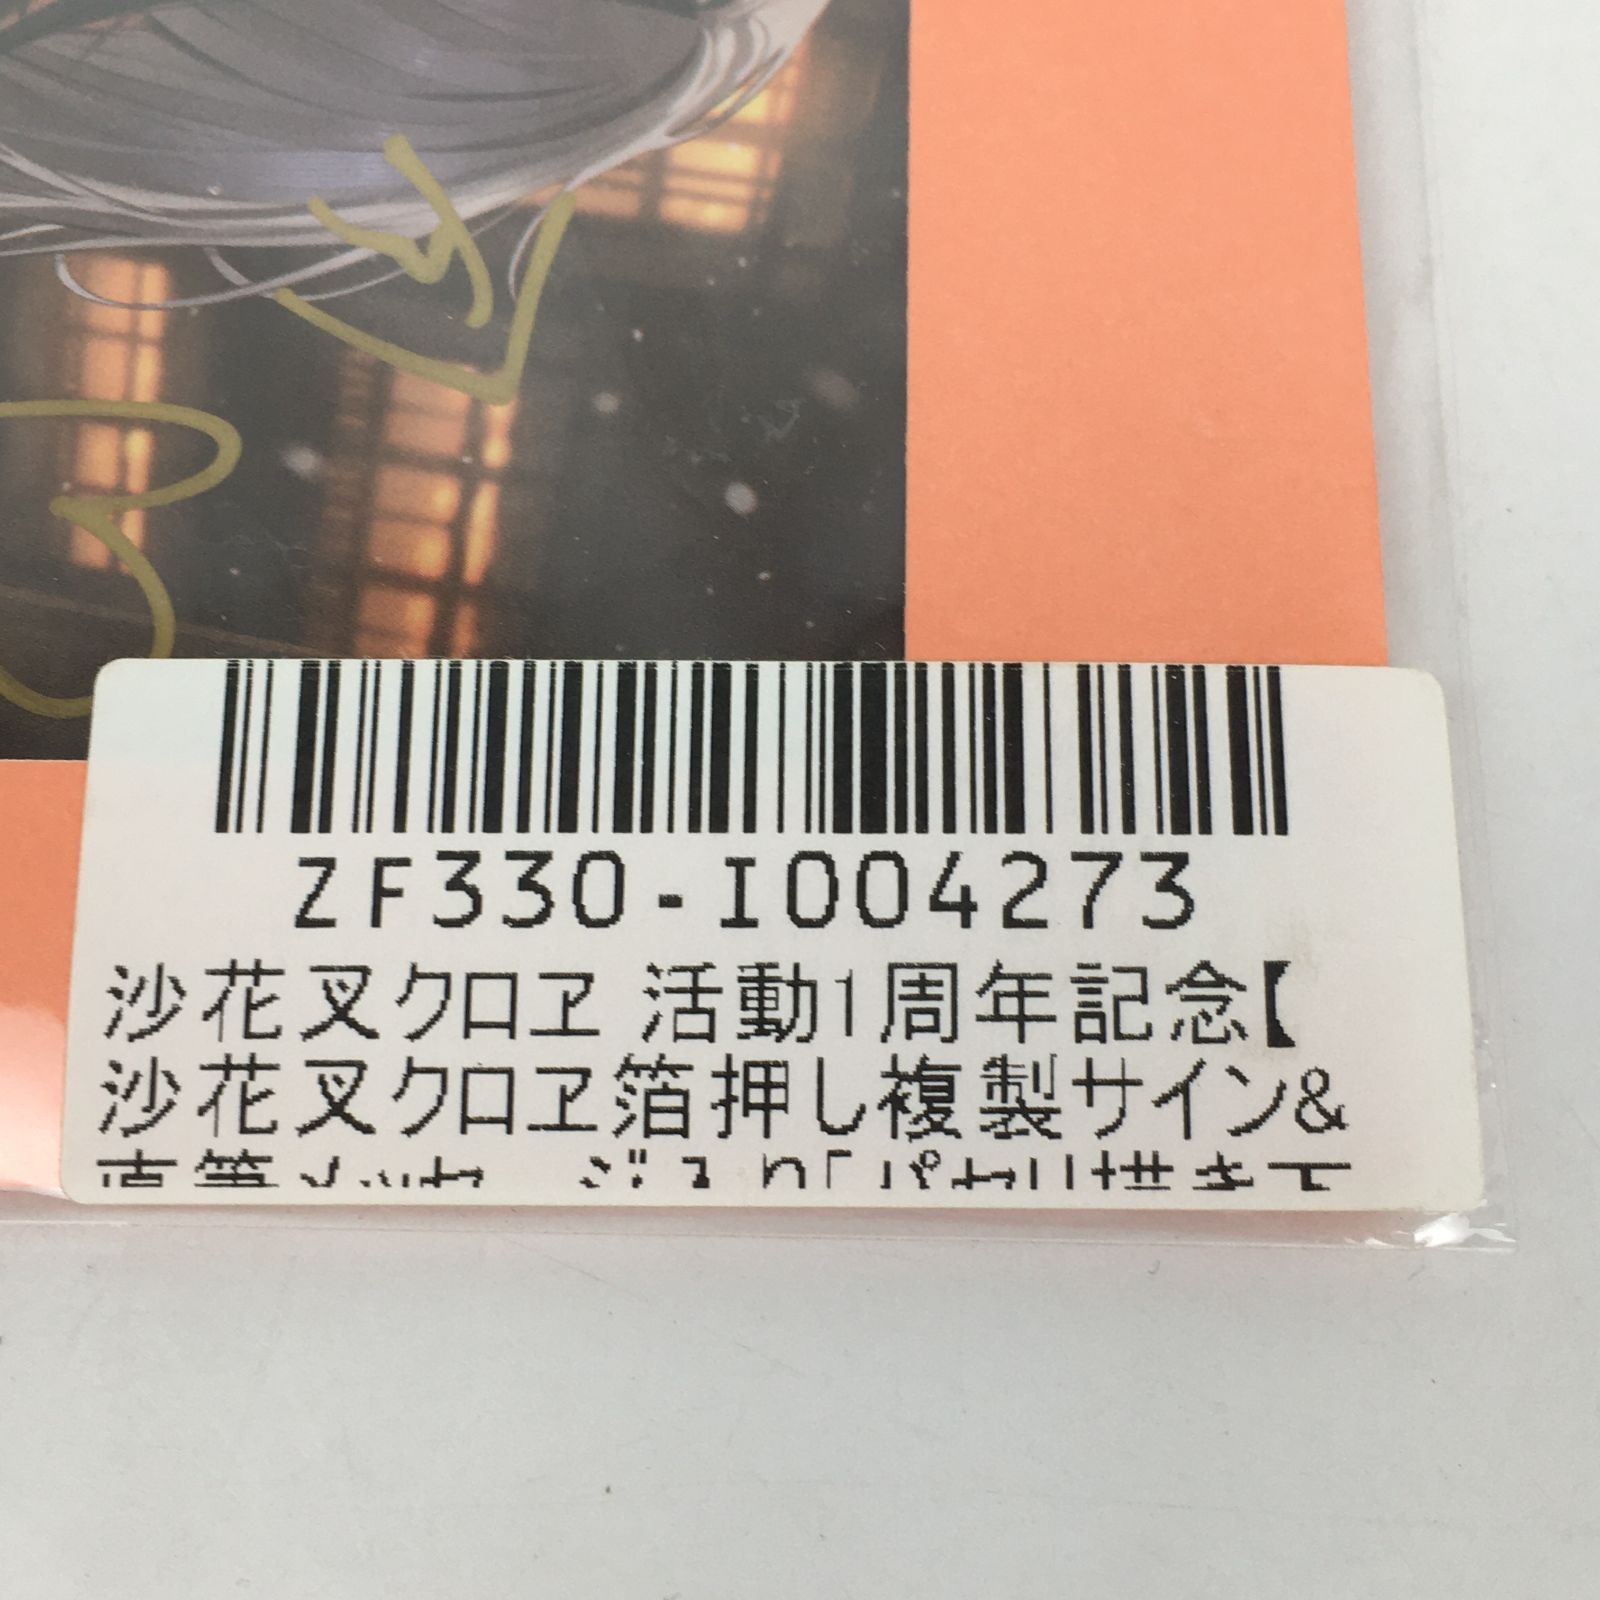 ZF330-I004273
沙花叉クロヱ 活動1周年記念【
沙花叉クロヱ箔押し複製サイン&